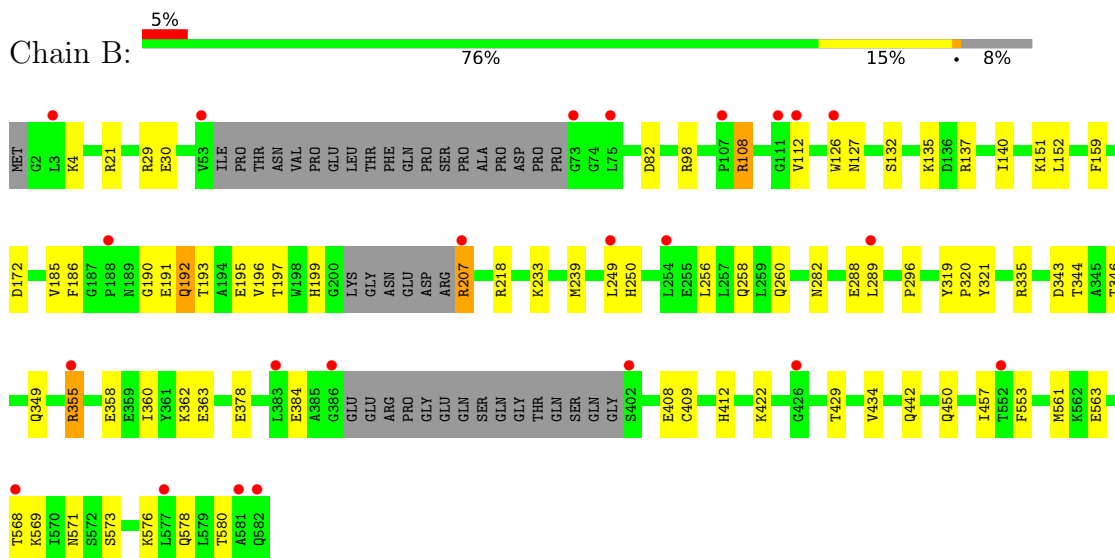 5%
Chain B:
76% 15% • 8%
MET G2 L3 K4 R21 R29 E30 V53 ILE PRO THR ASN VAL PRO GLU LEU THR PHE GLN PRO SER PRO ALA PRO ASP PRO PRO G73 G74 L75 D82 R98 P107 R108 G111 V112 W126 N127 S132 K135 D136 R137 I140 K151 L152 F159
D172 V185 F186 G187 P188 N189 G190 E191 Q192 T193 A194 E195 V196 T197 W198 H199 G200 LYS GLY ASN GLU ASP ARG R207 R218 K233 M239 L249 H250 L254 E255 L256 L257 Q258 L259 Q260 N282 E288 L289 P296 Y319 P320 Y321 R335 D343 T344 A345 T346
Q349 R355 E358 E359 I360 Y361 K362 E363 E378 L383 E384 A385 G386 GLU GLU ARG PRO GLY GLU GLN SER GLN GLY THR GLN SER GLN GLY S402 E408 C409 H412 K422 G426 T429 V434 Q442 Q450 I457 T552 F553 M561 K562 E563
T568 K569 I570 N571 S572 S573 K576 L577 Q578 L579 T580 A581 Q582